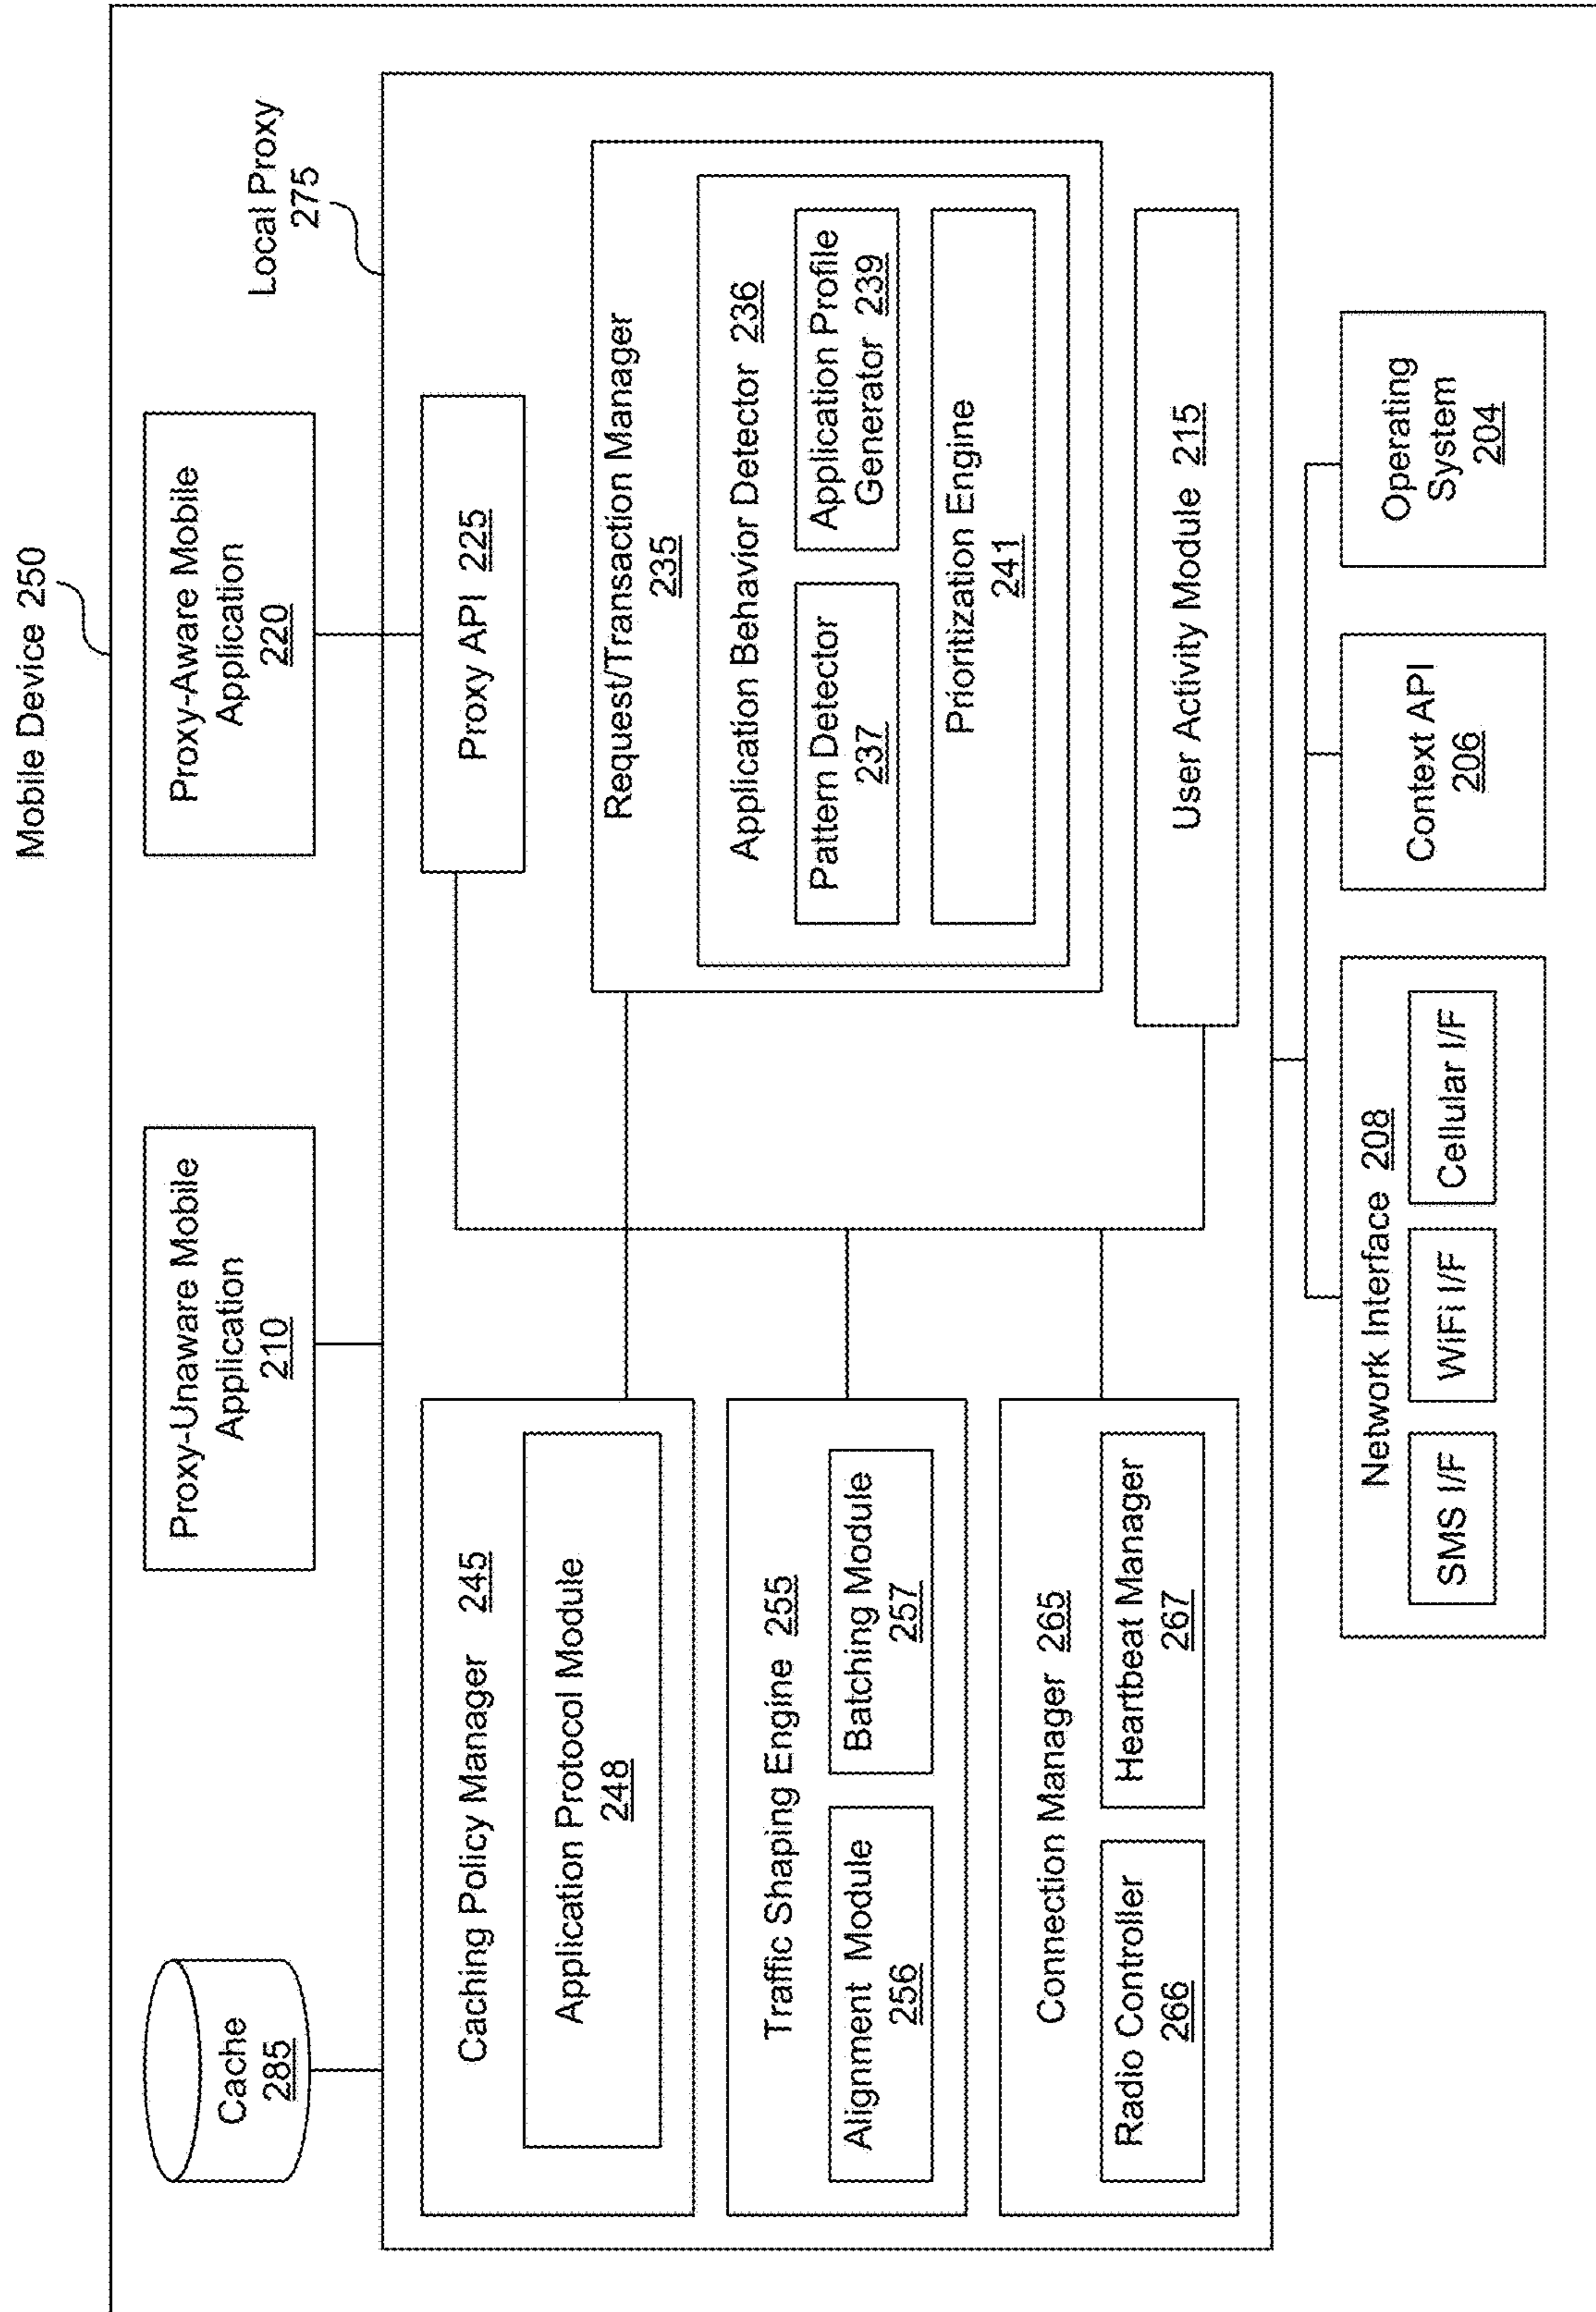 Mobile Device 250
Cache
285
Proxy-Unaware Mobile
Application
210
Proxy-Aware Mobile
Application
220
Local Proxy
275
Caching Policy Manager 245
Application Protocol Module
248
Traffic Shaping Engine 255
Alignment Module
256
Batching Module
257
Connection Manager 265
Radio Controller
266
Heartbeat Manager
267
Proxy API 225
Request/Transaction Manager
235
Application Behavior Detector 236
Pattern Detector
237
Application Profile
Generator 239
Prioritization Engine
241
User Activity Module 215
Network Interface 208
SMS I/F
WiFi I/F
Cellular I/F
Context API
206
Operating
System
204